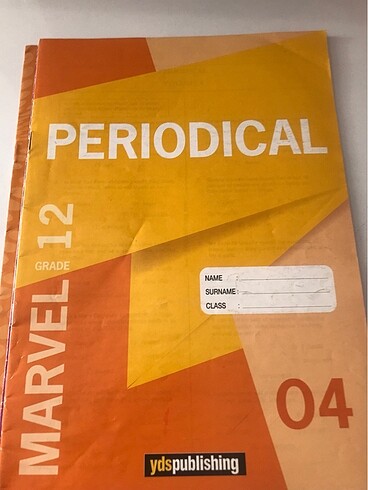 PERIODICAL
MARVEL GRADE 12
NAME :
SURNAME :
CLASS :
04
ydspublishing